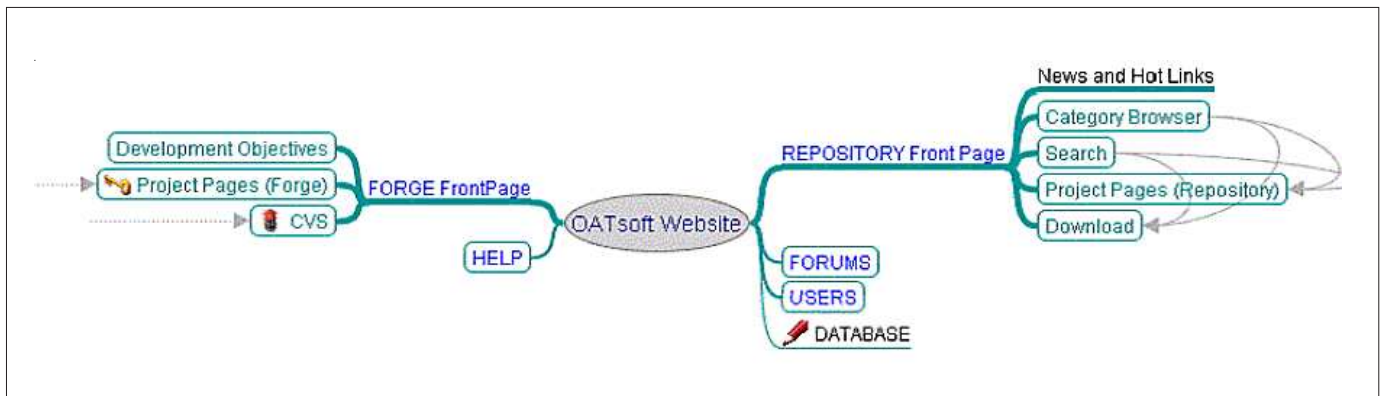 News and Hot Links
Category Browser
Development Objectives
REPOSITORY Front Page
Search
Project Pages (Forge)
FORGE FrontPage
Project Pages (Repository)
CVS
OATsoft Website
Download
HELP
FORUMS
USERS
DATABASE